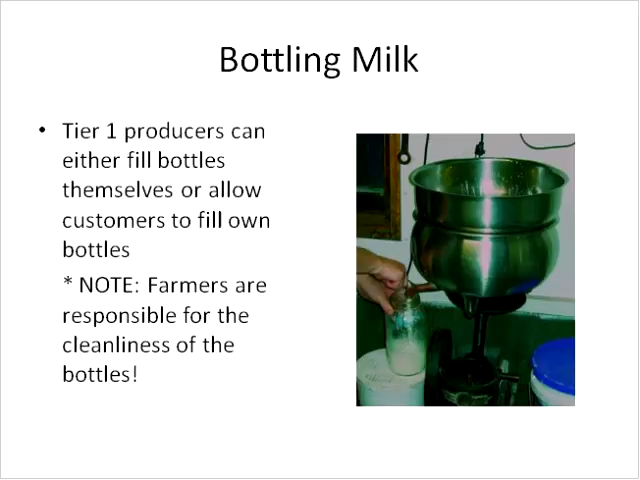 Bottling Milk
• Tier 1 producers can
either fill bottles
themselves or allow
customers to fill own
bottles
* NOTE: Farmers are
responsible for the
cleanliness of the
bottles!